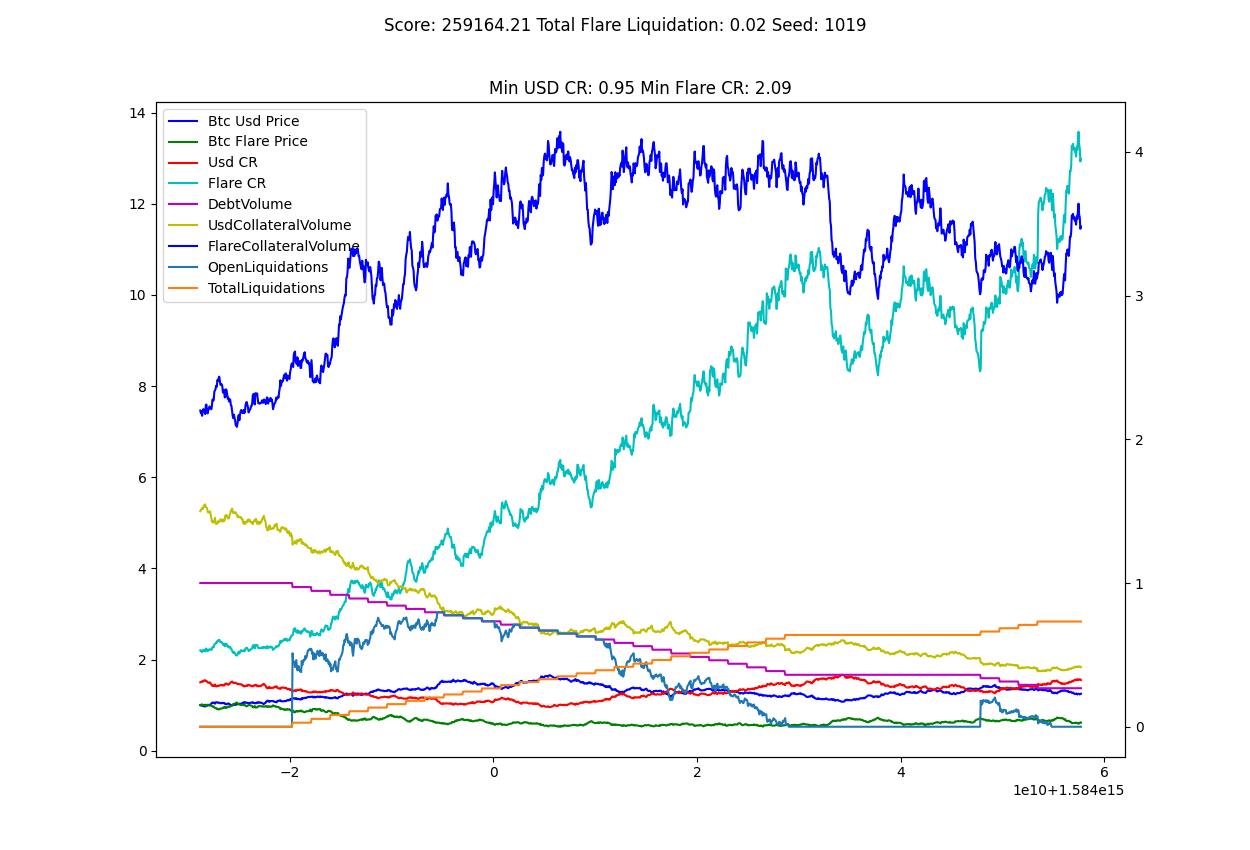 Score: 259164.21 Total Flare Liquidation: 0.02 Seed: 1019
Min USD CR: 0.95 Min Flare CR: 2.09
Btc Usd Price
Btc Flare Price
Usd CR
Flare CR
DebtVolume
UsdCollateralVolume
FlareCollateralVolume
OpenLiquidations
TotalLiquidations
14
12
10
8
6
4
2
0
4
3
2
1
0
−2
0
2
4
6
1e10+1.584e15